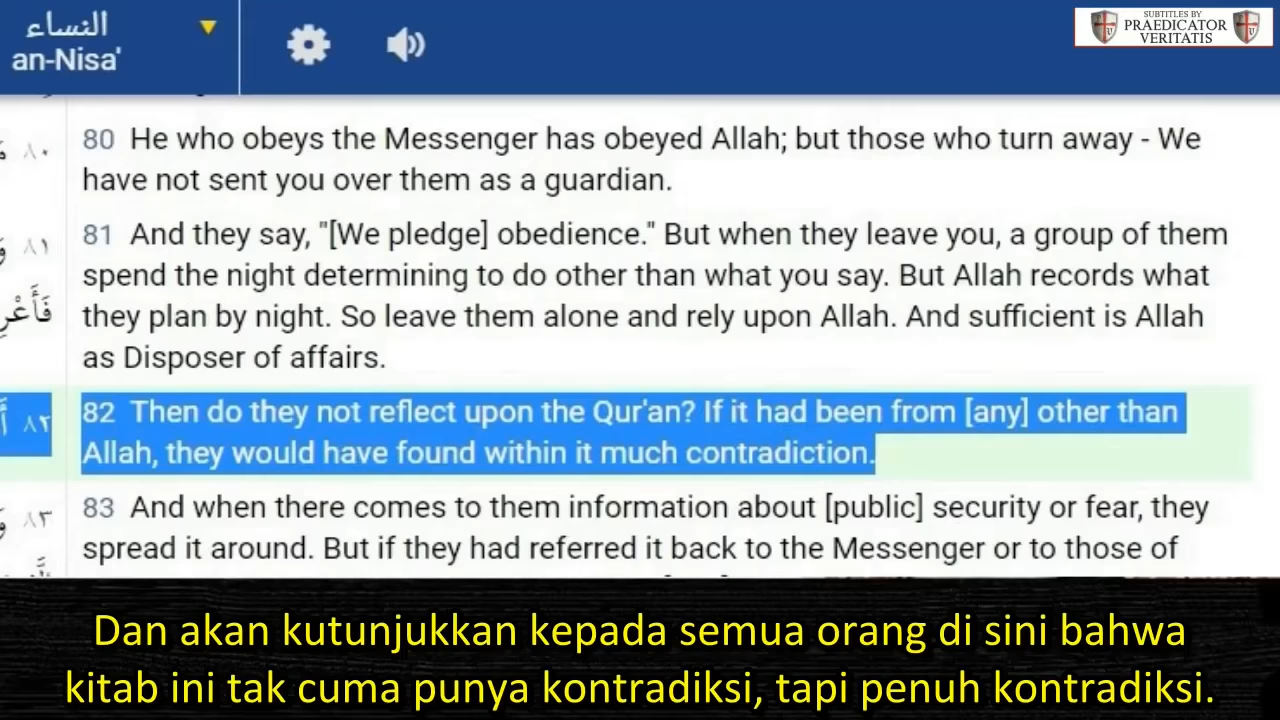 النساء
an-Nisa'
SUBTITLES BY
PRAEDICATOR
VERITATIS
80 He who obeys the Messenger has obeyed Allah; but those who turn away - We
have not sent you over them as a guardian.
٨٠
81 And they say, "[We pledge] obedience." But when they leave you, a group of them
spend the night determining to do other than what you say. But Allah records what
they plan by night. So leave them alone and rely upon Allah. And sufficient is Allah
as Disposer of affairs.
٨١
82 Then do they not reflect upon the Qur'an? If it had been from [any] other than
Allah, they would have found within it much contradiction.
٨٢
83 And when there comes to them information about [public] security or fear, they
spread it around. But if they had referred it back to the Messenger or to those of
٨٣
Dan akan kutunjukkan kepada semua orang di sini bahwa
kitab ini tak cuma punya kontradiksi, tapi penuh kontradiksi.